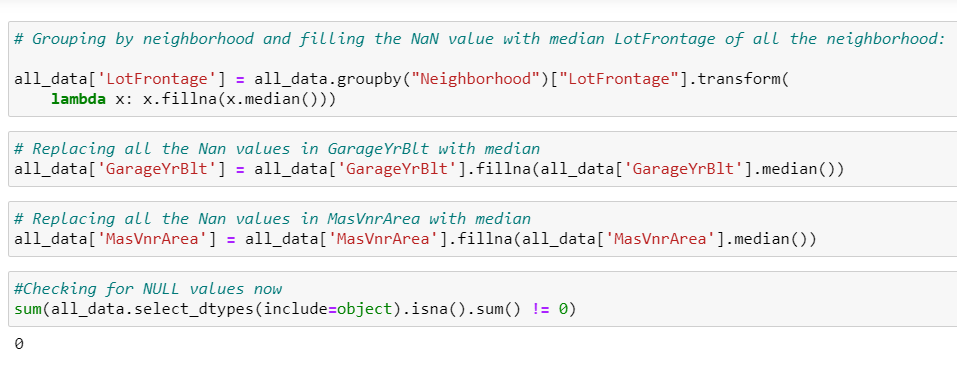 # Grouping by neighborhood and filling the NaN value with median LotFrontage of all the neighborhood:
all_data['LotFrontage'] = all_data.groupby("Neighborhood")["LotFrontage"].transform(
    lambda x: x.fillna(x.median()))
# Replacing all the Nan values in GarageYrBlt with median
all_data['GarageYrBlt'] = all_data['GarageYrBlt'].fillna(all_data['GarageYrBlt'].median())
# Replacing all the Nan values in MasVnrArea with median
all_data['MasVnrArea'] = all_data['MasVnrArea'].fillna(all_data['MasVnrArea'].median())
#Checking for NULL values now
sum(all_data.select_dtypes(include=object).isna().sum() != 0)
0